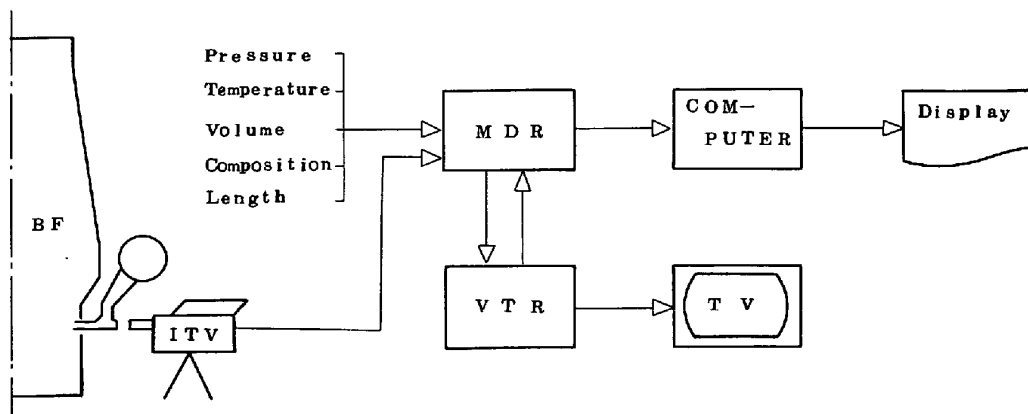 Pressure
Temperature
Volume
Composition
Length
BF
ITV
MDR
COM-
PUTER
Display
VTR
TV